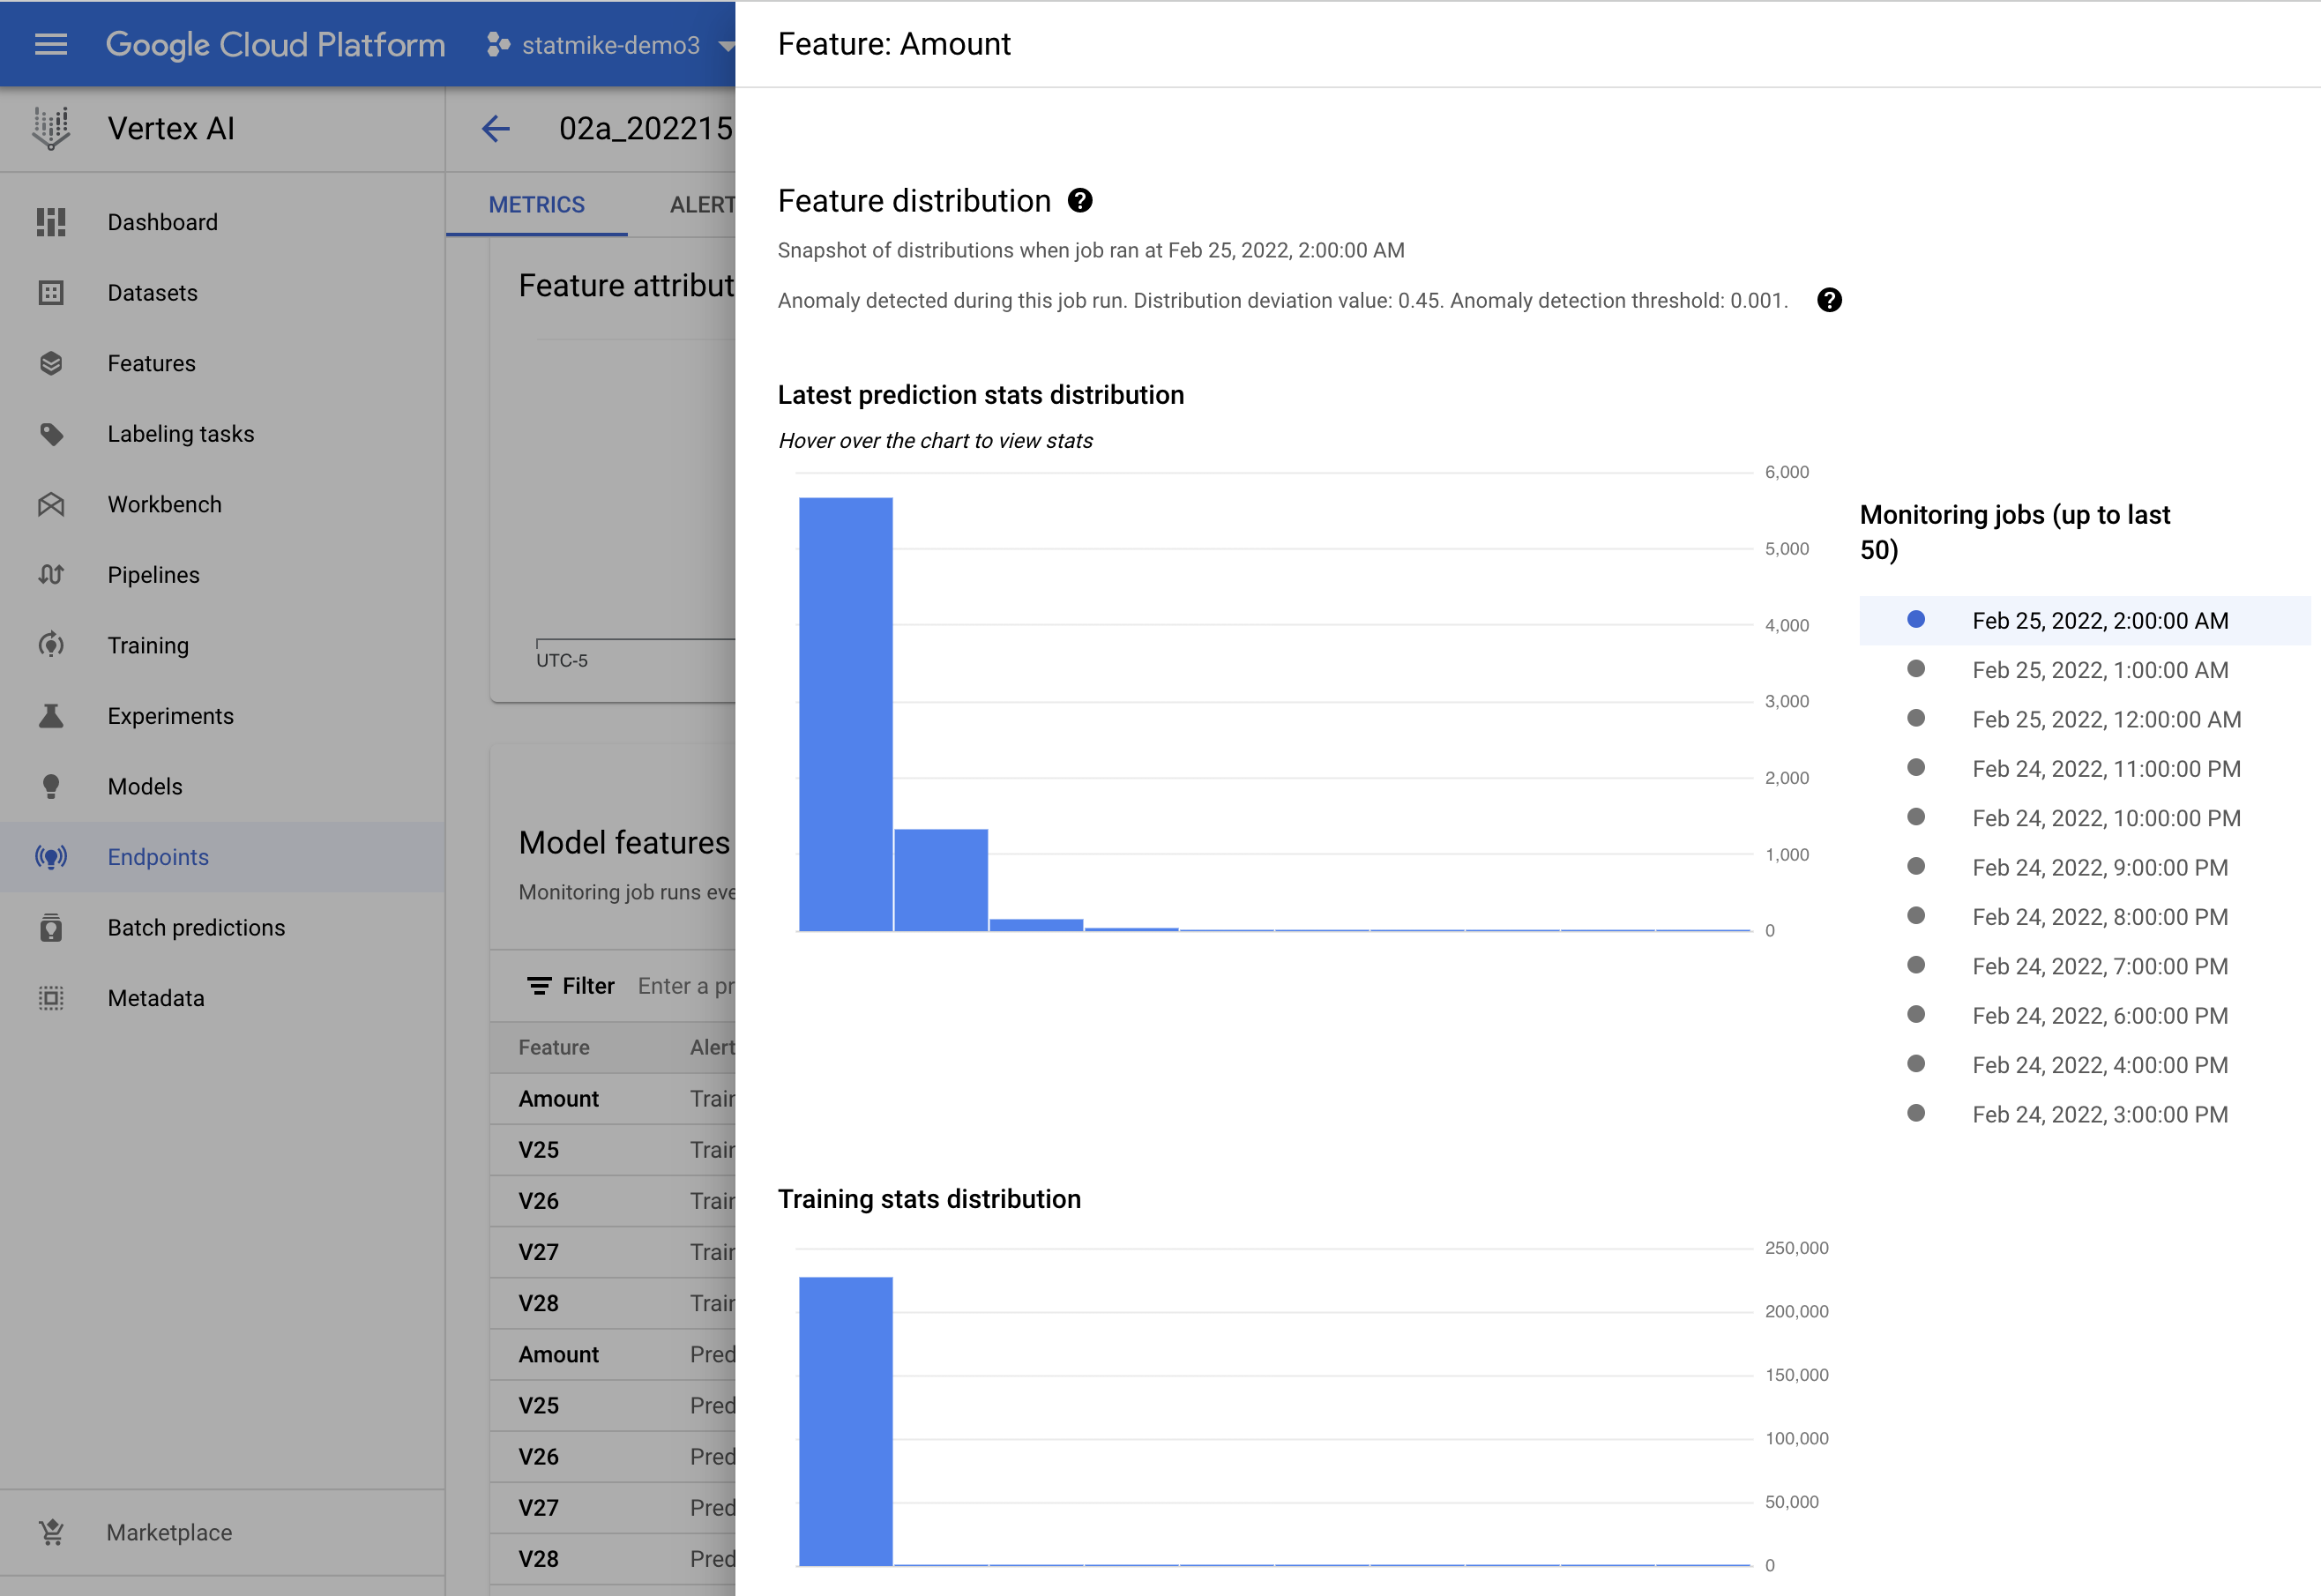 Google Cloud Platform
statmike-demo3
Vertex AI
Dashboard
Datasets
Features
Labeling tasks
Workbench
Pipelines
Training
Experiments
Models
Endpoints
Batch predictions
Metadata
Marketplace
02a_202215
METRICS
ALERT
Feature attribut
UTC-5
Model features
Monitoring job runs eve
Filter Enter a pr
Feature Alert
Amount Trair
V25 Trair
V26 Trair
V27 Trair
V28 Trair
Amount Pred
V25 Pred
V26 Pred
V27 Pred
V28 Pred
Feature: Amount
Feature distribution ?
Snapshot of distributions when job ran at Feb 25, 2022, 2:00:00 AM
Anomaly detected during this job run. Distribution deviation value: 0.45. Anomaly detection threshold: 0.001. ?
Latest prediction stats distribution
Hover over the chart to view stats
6,000
5,000
4,000
3,000
2,000
1,000
0
Monitoring jobs (up to last
50)
Feb 25, 2022, 2:00:00 AM
Feb 25, 2022, 1:00:00 AM
Feb 25, 2022, 12:00:00 AM
Feb 24, 2022, 11:00:00 PM
Feb 24, 2022, 10:00:00 PM
Feb 24, 2022, 9:00:00 PM
Feb 24, 2022, 8:00:00 PM
Feb 24, 2022, 7:00:00 PM
Feb 24, 2022, 6:00:00 PM
Feb 24, 2022, 4:00:00 PM
Feb 24, 2022, 3:00:00 PM
Training stats distribution
250,000
200,000
150,000
100,000
50,000
0